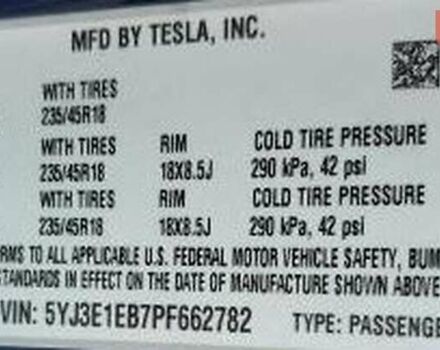 MFD BY TESLA, INC.
WITH TIRES
235/45R18
WITH TIRES RIM COLD TIRE PRESSURE
235/45R18 18X8.5J 290 kPa, 42 psi
WITH TIRES RIM COLD TIRE PRESSURE
235/45R18 18X8.5J 290 kPa, 42 psi
RMS TO ALL APPLICABLE U.S. FEDERAL MOTOR VEHICLE SAFETY, BUM
STANDARDS IN EFFECT ON THE DATE OF MANUFACTURE SHOWN ABOVE
VIN: 5YJ3E1EB7PF662782 TYPE: PASSENGE